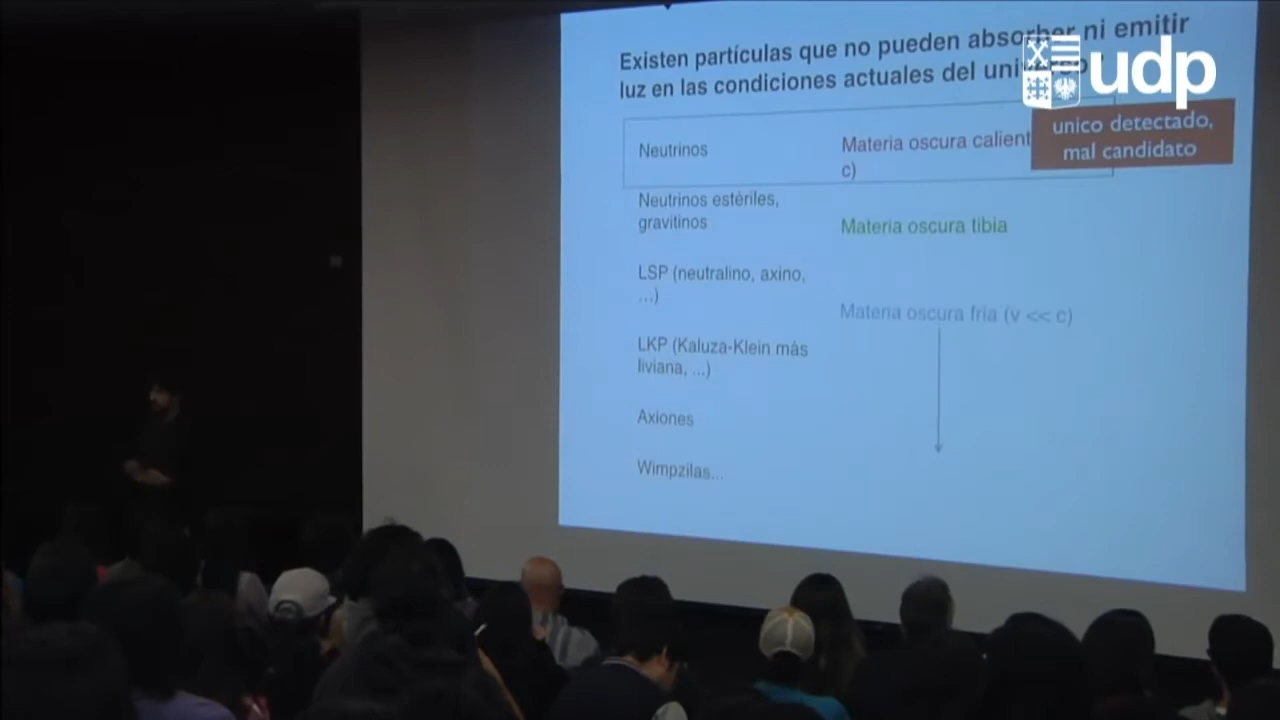 Existen partículas que no pueden absorber ni emitir
luz en las condiciones actuales del universo
udp
Neutrinos
Materia oscura calient
c)
unico detectado,
mal candidato
Neutrinos estériles,
gravitinos
Materia oscura tibia
LSP (neutralino, axino,
...)
Materia oscura fria (v << c)
LKP (Kaluza-Klein más
liviana, ...)
Axiones
Wimpzilas...